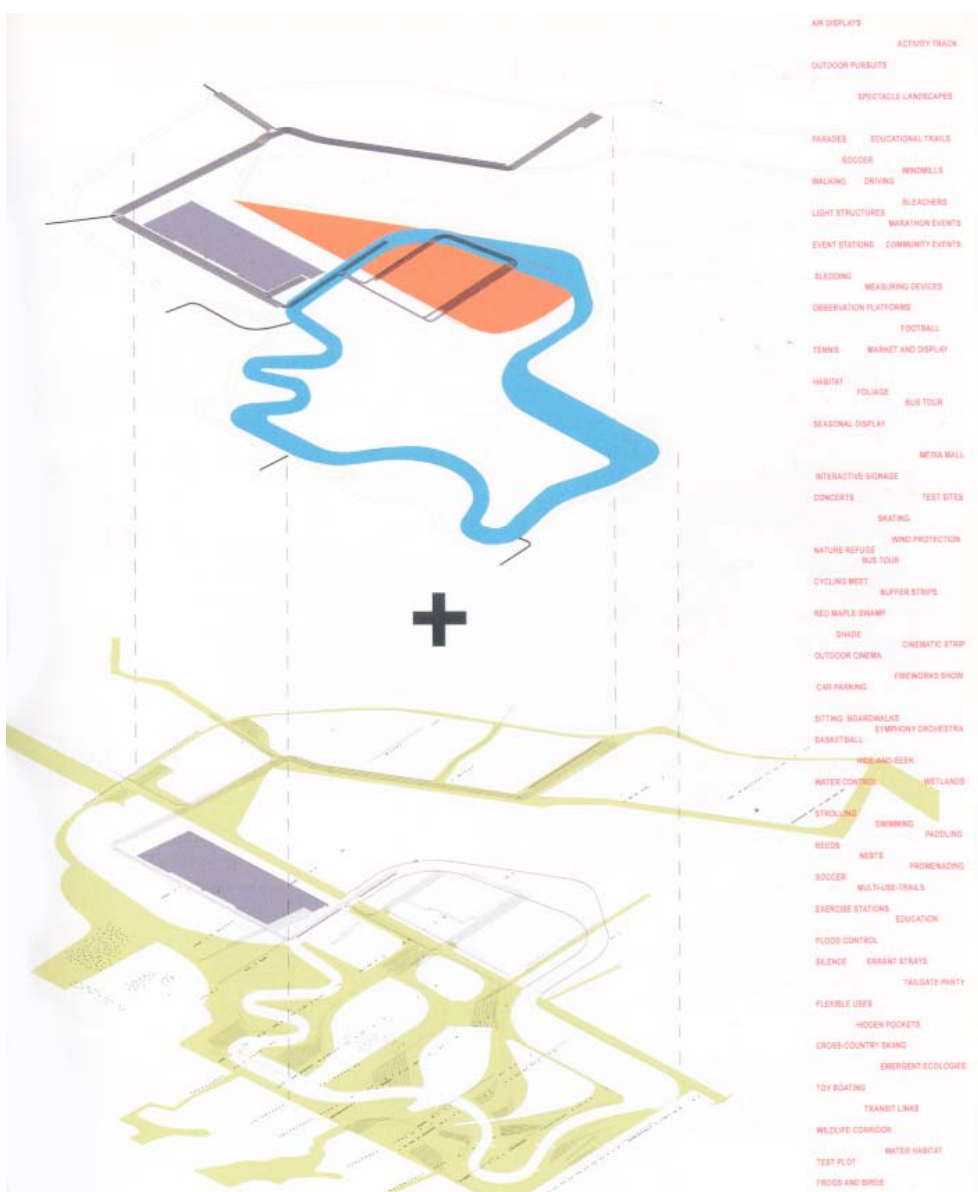 AIR DISPLAYS
ACTIVITY TRACK
OUTDOOR PURSUITS
SPECTACLE LANDSCAPES
PARADES EDUCATIONAL TRAILS
SOCCER
WINDMILLS
WALKING DRIVING
BLEACHERS
LIGHT STRUCTURES
MARATHON EVENTS
EVENT STATIONS COMMUNITY EVENTS
SLEDDING
MEASURING DEVICES
OBSERVATION PLATFORMS
FOOTBALL
TENNIS MARKET AND DISPLAY
HABITAT
FOLIAGE
BUS TOUR
SEASONAL DISPLAY
MEDIA MALL
INTERACTIVE SIGNAGE
CONCERTS TEST SITES
SKATING
WIND PROTECTION
NATURE REFUGE
BUS TOUR
CYCLING MEET
BUFFER STRIPS
RED MAPLE SWAMP
SHADE
CINEMATIC STRIP
OUTDOOR CINEMA
FIREWORKS SHOW
CAR PARKING
SITTING BOARDWALKS
SYMPHONY ORCHESTRA
BASKETBALL
HIDE-AND-SEEK
WATER CONTROL WETLANDS
STROLLING
SWIMMING
PADDLING
REEDS
NESTS
PROMENADING
SOCCER
MULTI-USE-TRAILS
EXERCISE STATIONS
EDUCATION
FLOOD CONTROL
SILENCE ERRANT STRAYS
TAILGATE PARTY
FLEXIBLE USES
HIDDEN POCKETS
CROSS-COUNTRY SKIING
EMERGENT ECOLOGIES
TOY BOATING
TRANSIT LINKS
WILDLIFE CORRIDOR
WATER HABITAT
TEST PLOT
FROGS AND BIRDS